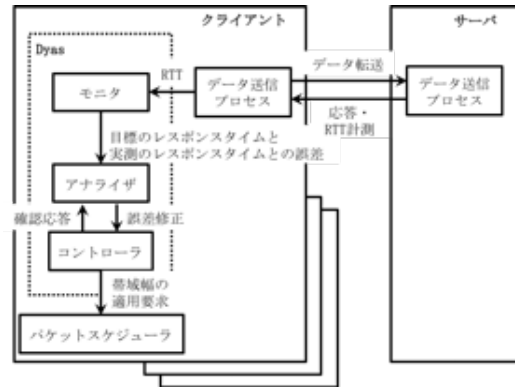 クライアント
サーバ
Dyas
モニタ
RTT
データ送信
プロセス
データ転送
応答・
RTT計測
データ送信
プロセス
目標のレスポンスタイムと
実測のレスポンスタイムとの誤差
アナライザ
確認応答
誤差修正
コントローラ
帯域幅の
適用要求
パケットスケジューラ